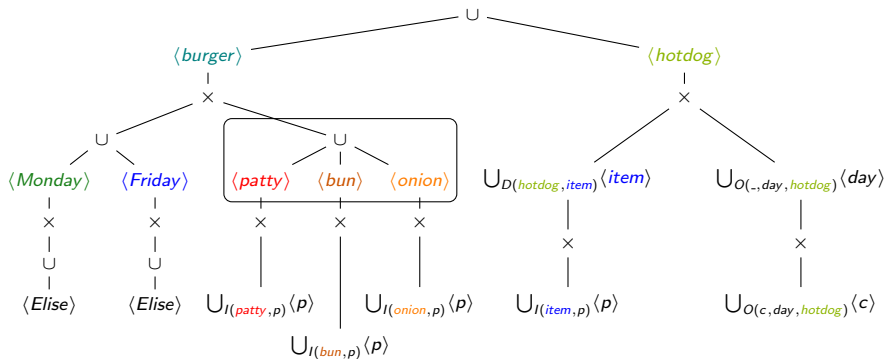 ∪
⟨burger⟩ ⟨hotdog⟩
× ×
∪ ∪
⟨Monday⟩ ⟨Friday⟩ ⟨patty⟩ ⟨bun⟩ ⟨onion⟩ ⋃D(hotdog,item)⟨item⟩ ⋃O(_,day,hotdog)⟨day⟩
× × × × × × ×
∪ ∪
⟨Elise⟩ ⟨Elise⟩ ⋃I(patty,p)⟨p⟩ ⋃I(onion,p)⟨p⟩ ⋃I(item,p)⟨p⟩ ⋃O(c,day,hotdog)⟨c⟩
⋃I(bun,p)⟨p⟩